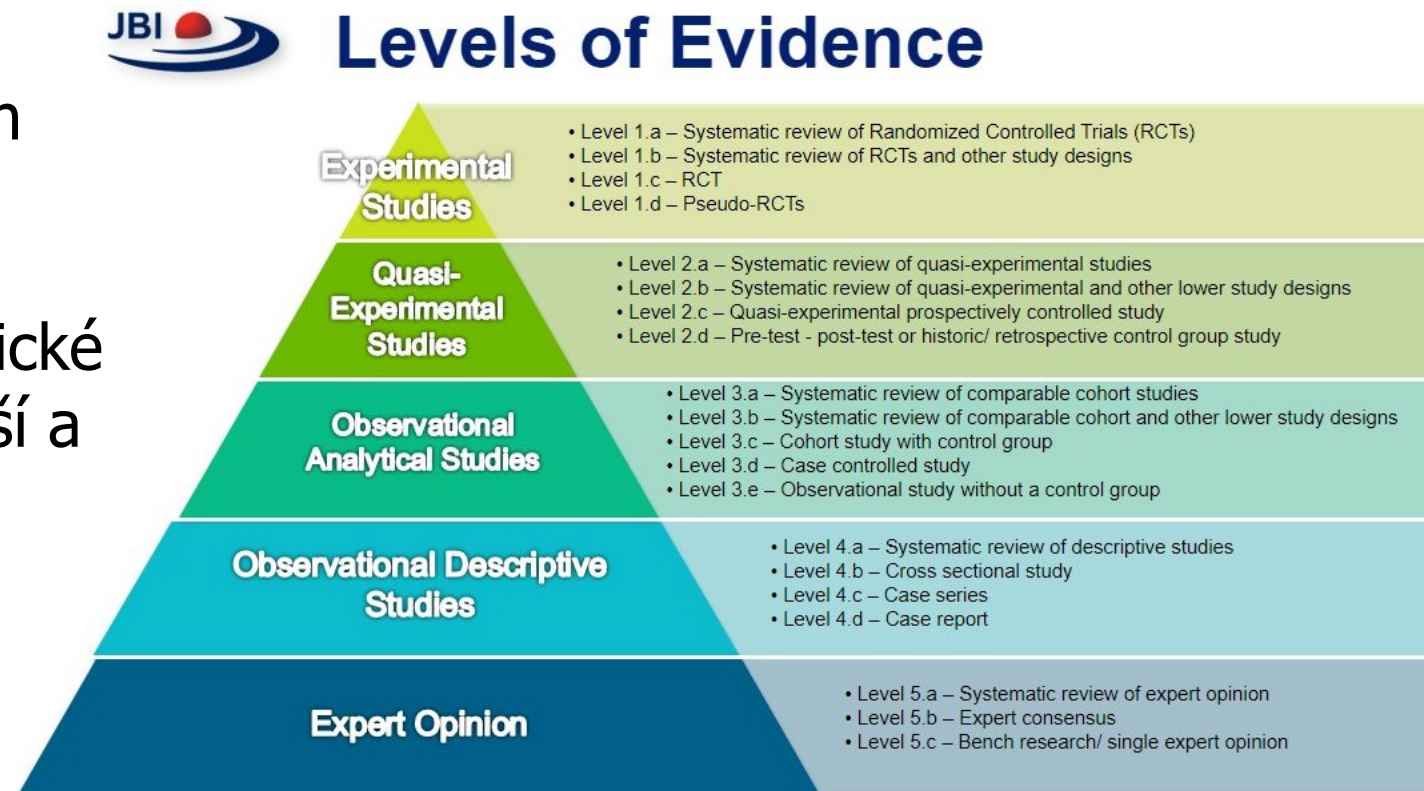 JBI
Levels of Evidence
ické
ší a
Experimental
Studies
• Level 1.a – Systematic review of Randomized Controlled Trials (RCTs)
• Level 1.b – Systematic review of RCTs and other study designs
• Level 1.c – RCT
• Level 1.d – Pseudo-RCTs
Quasi-
Experimental
Studies
• Level 2.a – Systematic review of quasi-experimental studies
• Level 2.b – Systematic review of quasi-experimental and other lower study designs
• Level 2.c – Quasi-experimental prospectively controlled study
• Level 2.d – Pre-test - post-test or historic/ retrospective control group study
Observational
Analytical Studies
• Level 3.a – Systematic review of comparable cohort studies
• Level 3.b – Systematic review of comparable cohort and other lower study designs
• Level 3.c – Cohort study with control group
• Level 3.d – Case controlled study
• Level 3.e – Observational study without a control group
Observational Descriptive
Studies
• Level 4.a – Systematic review of descriptive studies
• Level 4.b – Cross sectional study
• Level 4.c – Case series
• Level 4.d – Case report
Expert Opinion
• Level 5.a – Systematic review of expert opinion
• Level 5.b – Expert consensus
• Level 5.c – Bench research/ single expert opinion